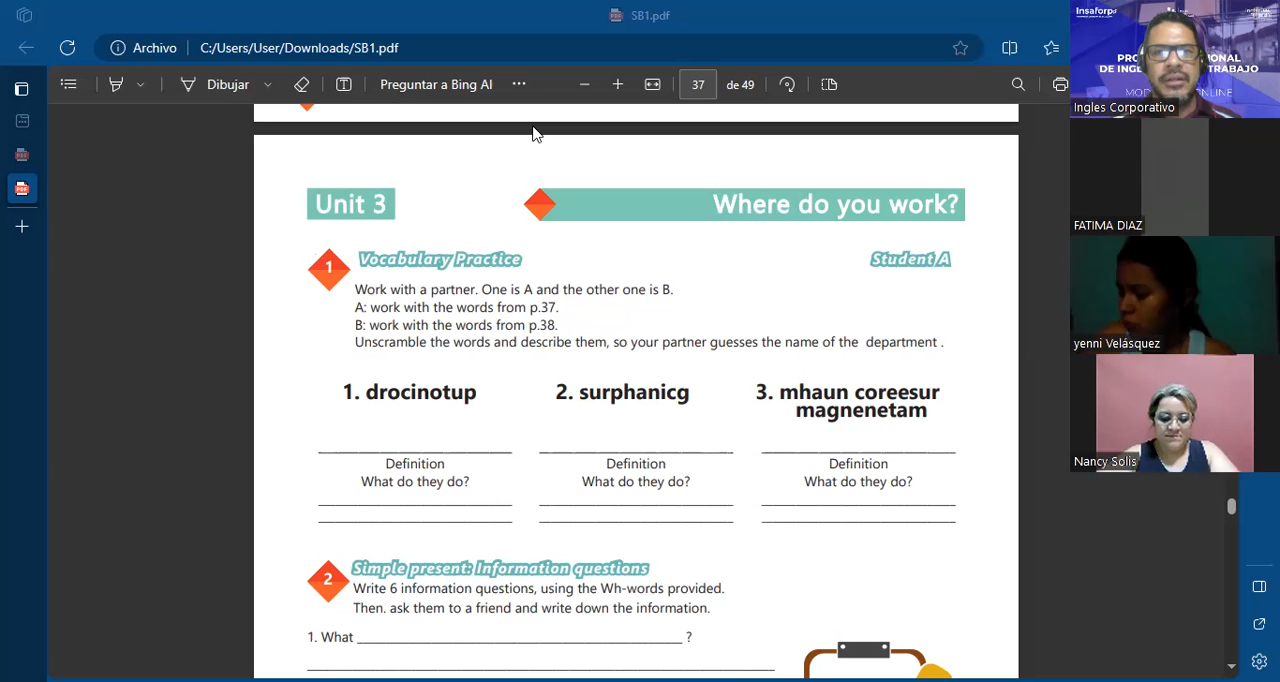 SB1.pdf
Archivo
C:/Users/User/Downloads/SB1.pdf
Dibujar
Preguntar a Bing AI
37
de 49
Unit 3
Where do you work?
1
Vocabulary Practice
Student A
Work with a partner. One is A and the other one is B.
A: work with the words from p.37.
B: work with the words from p.38.
Unscramble the words and describe them, so your partner guesses the name of the department .
1. drocinotup
2. surphanicg
3. mhaun coreesur
magnenetam
Definition
What do they do?
Definition
What do they do?
Definition
What do they do?
2
Simple present: Information questions
Write 6 information questions, using the Wh-words provided.
Then. ask them to a friend and write down the information.
1. What ?
Insaforp
Ingles Corporativo
FATIMA DIAZ
yenni Velásquez
Nancy Solis